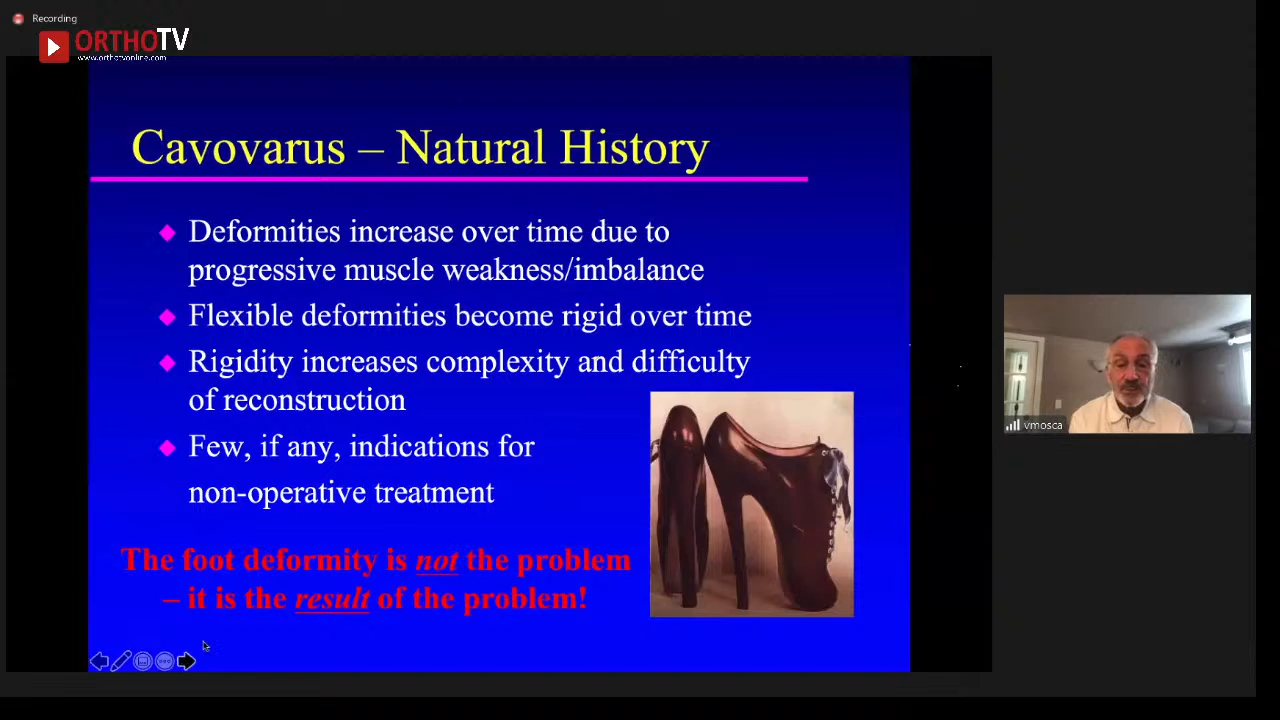 Recording
ORTHOTV
www.orthotvonline.com
Cavovarus – Natural History
Deformities increase over time due to
progressive muscle weakness/imbalance
Flexible deformities become rigid over time
Rigidity increases complexity and difficulty
of reconstruction
Few, if any, indications for
non-operative treatment
The foot deformity is not the problem
– it is the result of the problem!
vmosca